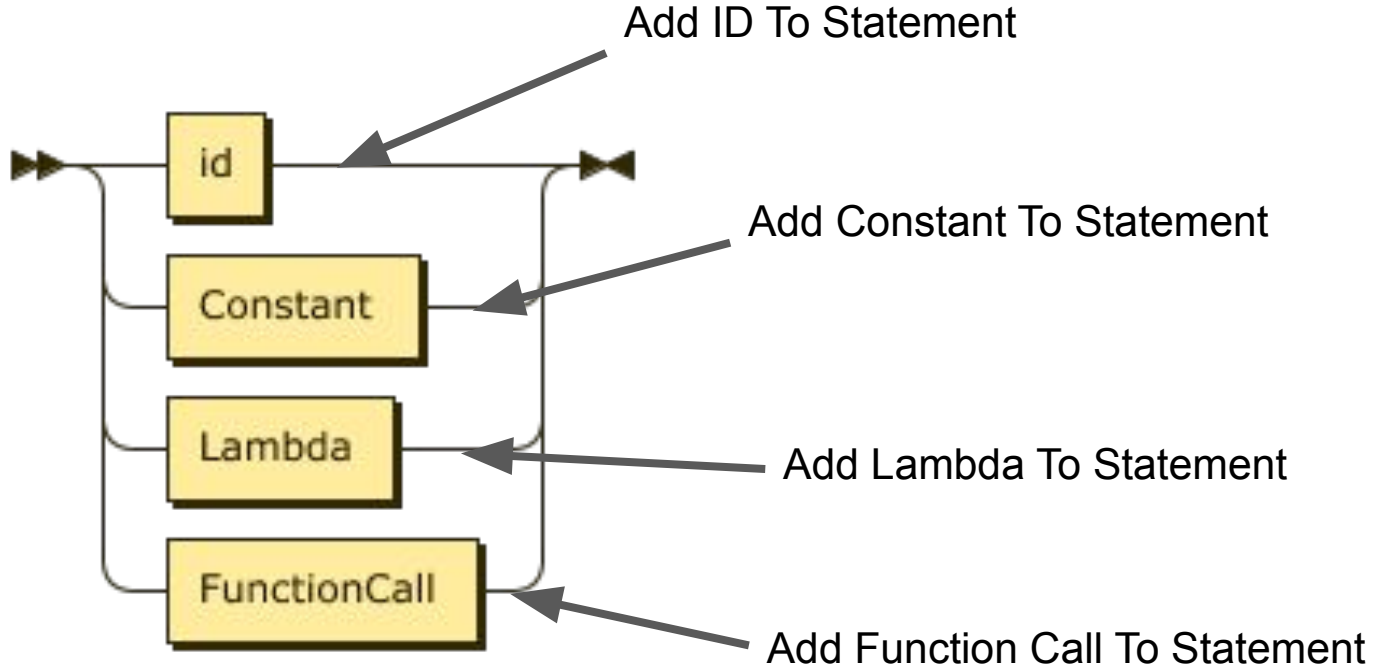 Add ID To Statement
id
Add Constant To Statement
Constant
Lambda
Add Lambda To Statement
FunctionCall
Add Function Call To Statement